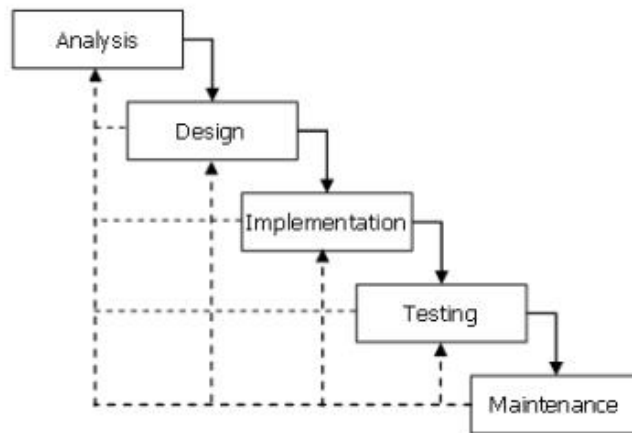 Analysis
Design
Implementation
Testing
Maintenance